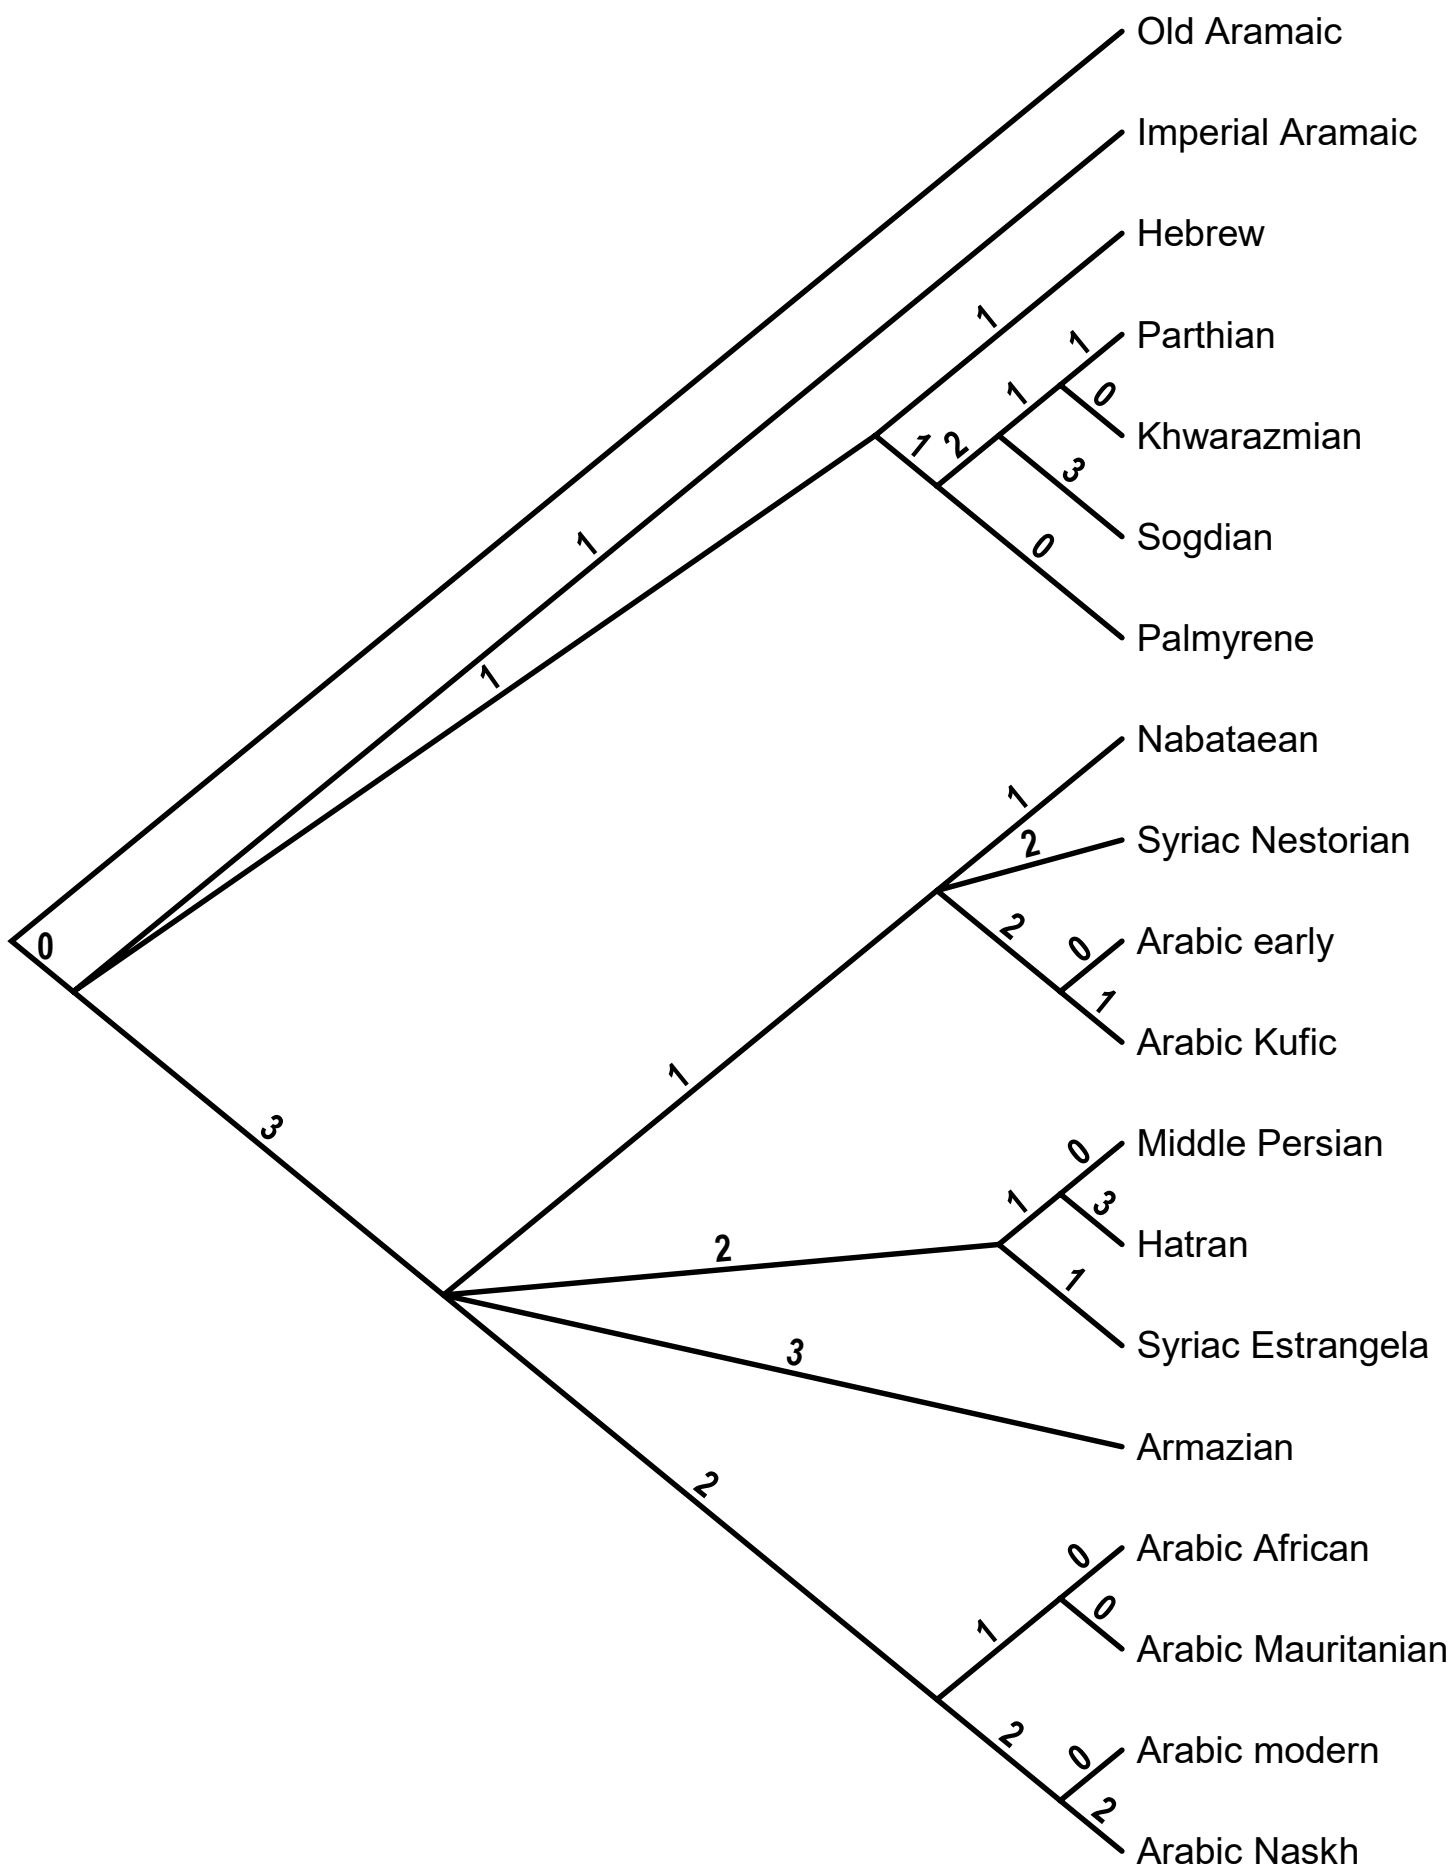 Old Aramaic
Imperial Aramaic
Hebrew
1
Parthian
1
1
0
Khwarazmian
1
2
3
Sogdian
1
0
Palmyrene
1
Nabataean
1
2
Syriac Nestorian
2
0
Arabic early
0
1
Arabic Kufic
1
3
0
Middle Persian
1
3
Hatran
2
1
Syriac Estrangela
3
Armazian
2
0
Arabic African
1
0
Arabic Mauritanian
2
0
Arabic modern
2
Arabic Naskh